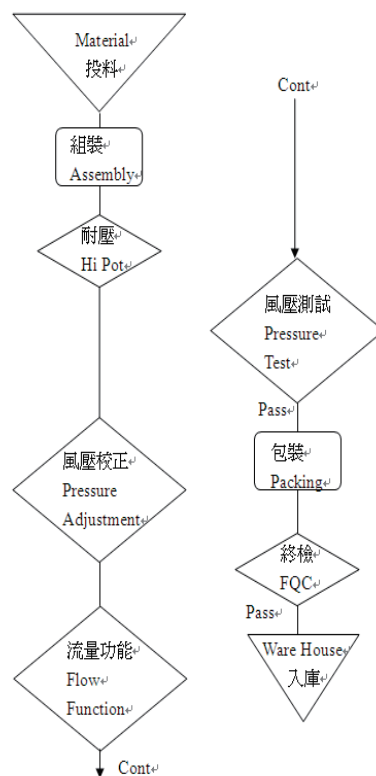 Material
投料
組裝
Assembly
耐壓
Hi Pot
風壓校正
Pressure
Adjustment
流量功能
Flow
Function
Cont
Cont
風壓測試
Pressure
Test
Pass
包裝
Packing
終檢
FQC
Pass
Ware House
入庫